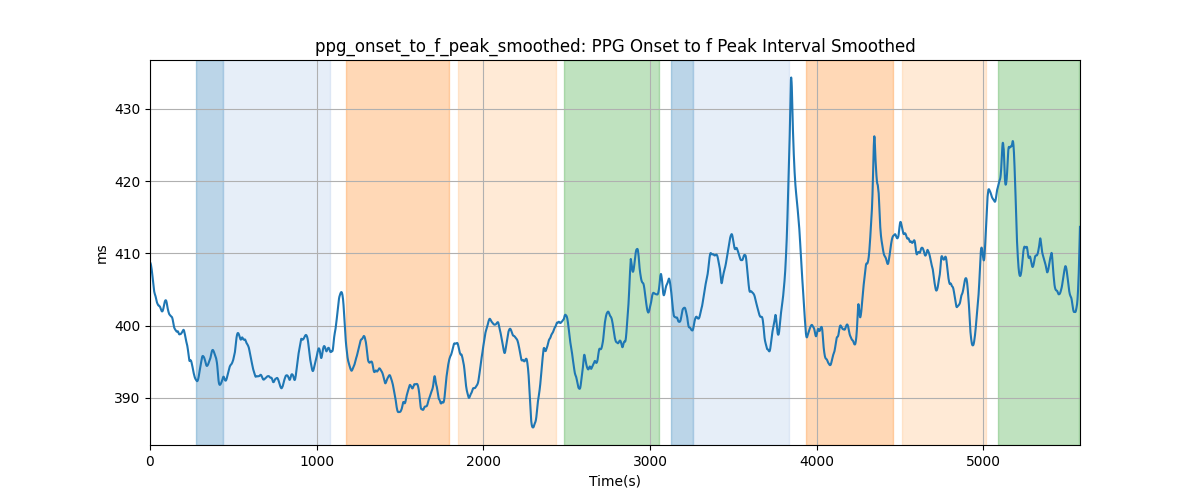 ppg_onset_to_f_peak_smoothed: PPG Onset to f Peak Interval Smoothed
430
420
410
400
390
ms
0 1000 2000 3000 4000 5000
Time(s)